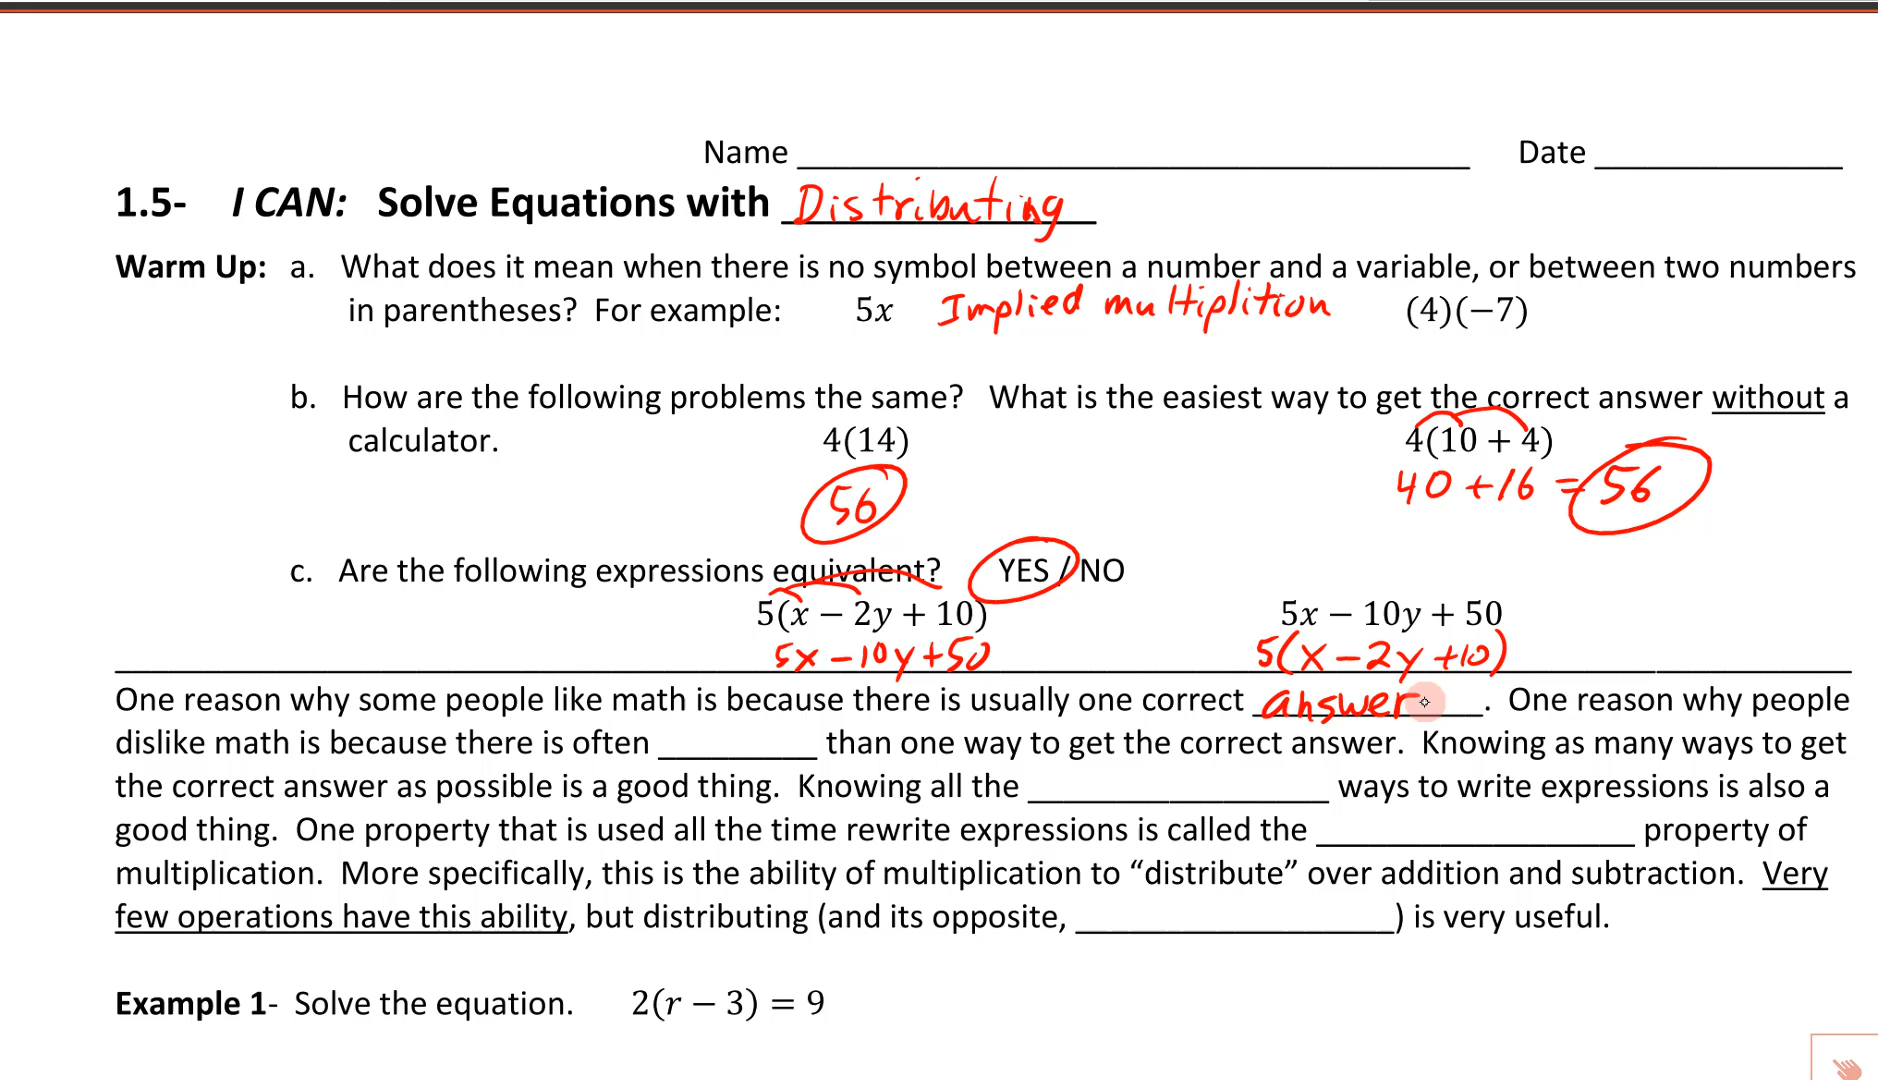 Name ______________ Date ______________
1.5- I CAN: Solve Equations with Distributing
Warm Up: a. What does it mean when there is no symbol between a number and a variable, or between two numbers
in parentheses? For example: 5x Implied multiplition (4)(−7)
b. How are the following problems the same? What is the easiest way to get the correct answer without a
calculator. 4(14) 4(10 + 4)
56 40 + 16 = 56
c. Are the following expressions equivalent? YES / NO
5(x − 2y + 10) 5x − 10y + 50
5x − 10y + 50 5(x − 2y + 10)
One reason why some people like math is because there is usually one correct answer. One reason why people
dislike math is because there is often _________ than one way to get the correct answer. Knowing as many ways to get
the correct answer as possible is a good thing. Knowing all the _________________ ways to write expressions is also a
good thing. One property that is used all the time rewrite expressions is called the __________________ property of
multiplication. More specifically, this is the ability of multiplication to “distribute” over addition and subtraction. Very
few operations have this ability, but distributing (and its opposite, __________________) is very useful.
Example 1- Solve the equation. 2(r − 3) = 9